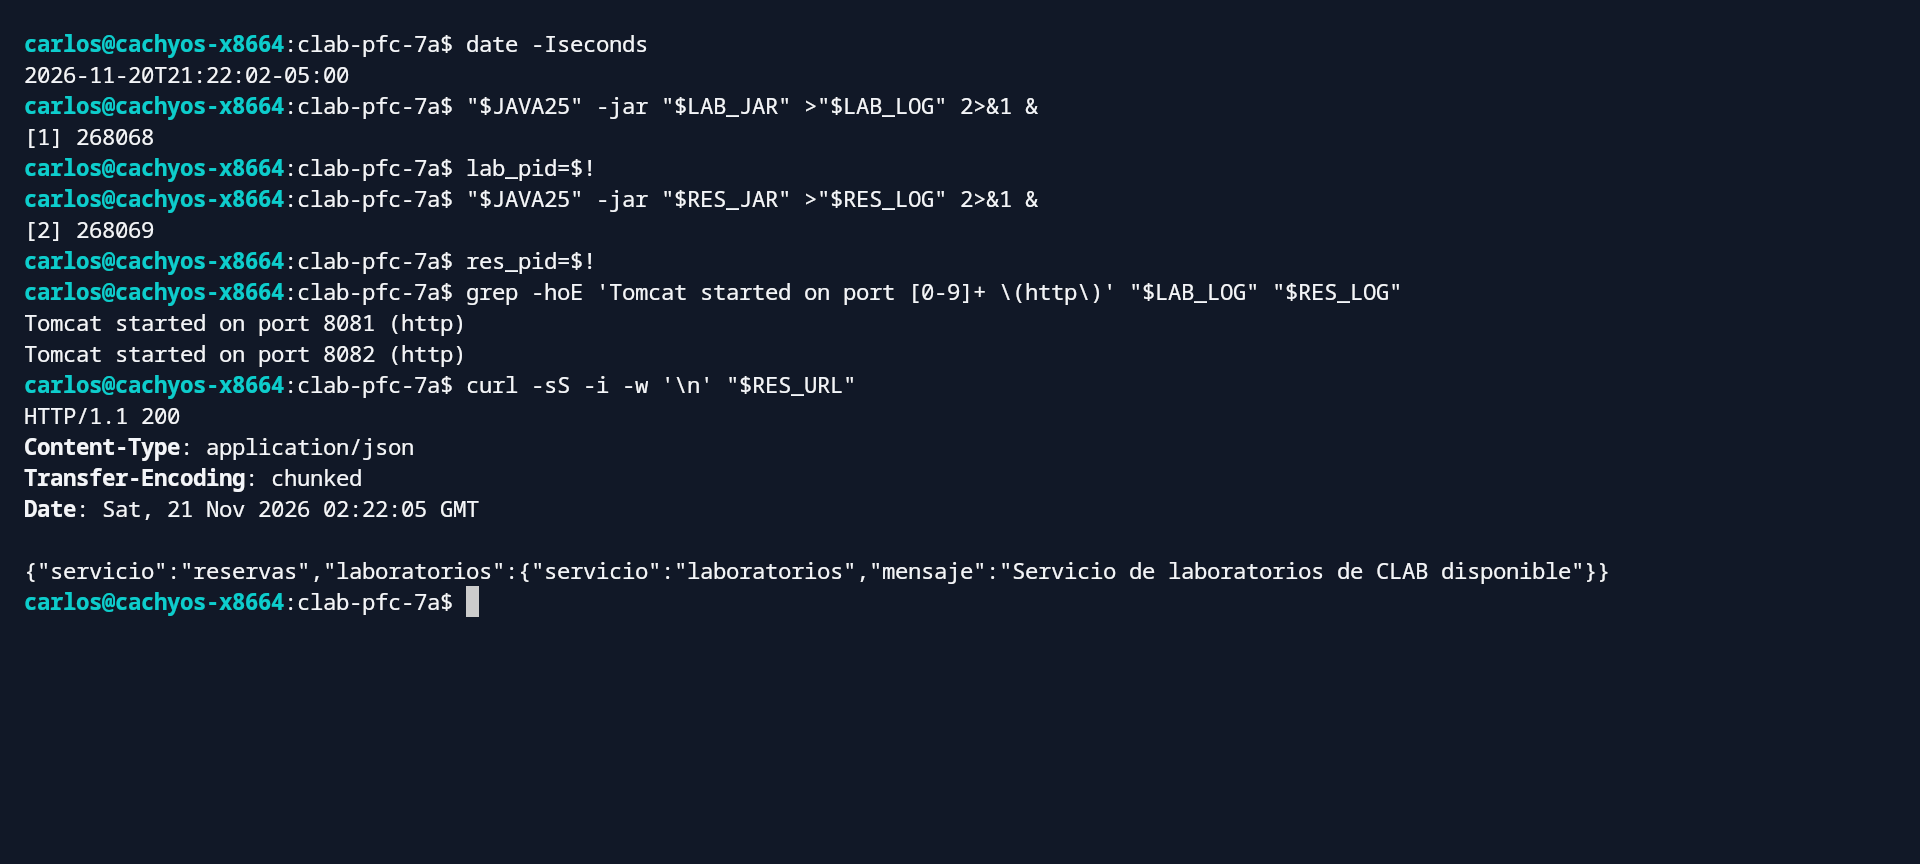 carlos@cachyos-x8664:clab-pfc-7a$ date -Iseconds
2026-11-20T21:22:02-05:00
carlos@cachyos-x8664:clab-pfc-7a$ "$JAVA25" -jar "$LAB_JAR" >"$LAB_LOG" 2>&1 &
[1] 268068
carlos@cachyos-x8664:clab-pfc-7a$ lab_pid=$!
carlos@cachyos-x8664:clab-pfc-7a$ "$JAVA25" -jar "$RES_JAR" >"$RES_LOG" 2>&1 &
[2] 268069
carlos@cachyos-x8664:clab-pfc-7a$ res_pid=$!
carlos@cachyos-x8664:clab-pfc-7a$ grep -hoE 'Tomcat started on port [0-9]+ \(http\)' "$LAB_LOG" "$RES_LOG"
Tomcat started on port 8081 (http)
Tomcat started on port 8082 (http)
carlos@cachyos-x8664:clab-pfc-7a$ curl -sS -i -w '\n' "$RES_URL"
HTTP/1.1 200
Content-Type: application/json
Transfer-Encoding: chunked
Date: Sat, 21 Nov 2026 02:22:05 GMT
{"servicio":"reservas","laboratorios":{"servicio":"laboratorios","mensaje":"Servicio de laboratorios de CLAB disponible"}}
carlos@cachyos-x8664:clab-pfc-7a$